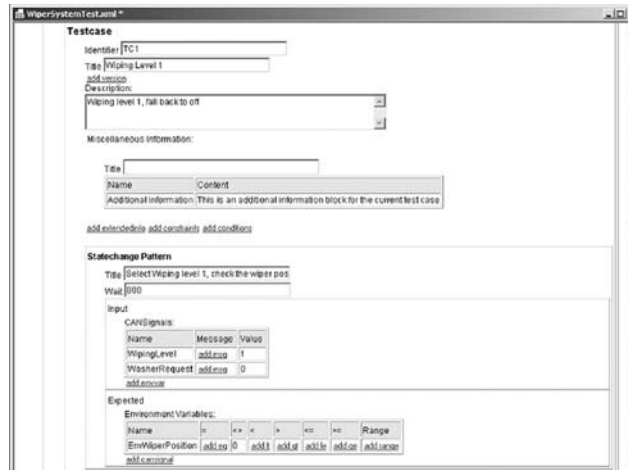 WiperSystemTest.xml *
Testcase
Identifier TC1
Title Wiping Level 1
add version
Description:
Wiping level 1, fall back to off
Miscellaneous Information:
Title
Name Content
Additional information This is an additional information block for the current test case
add extendedinfo add constraints add conditions
Statechange Pattern
Title Select Wiping level 1, check the wiper pos
Wait 800
Input
CANSignals:
Name Message Value
WipingLevel add msg 1
WasherRequest add msg 0
add envvar
Expected
Environment Variables:
Name = <> < > <= >= Range
EnvWiperPosition add eq 0 add lt add gt add le add ge add range
add cansignal